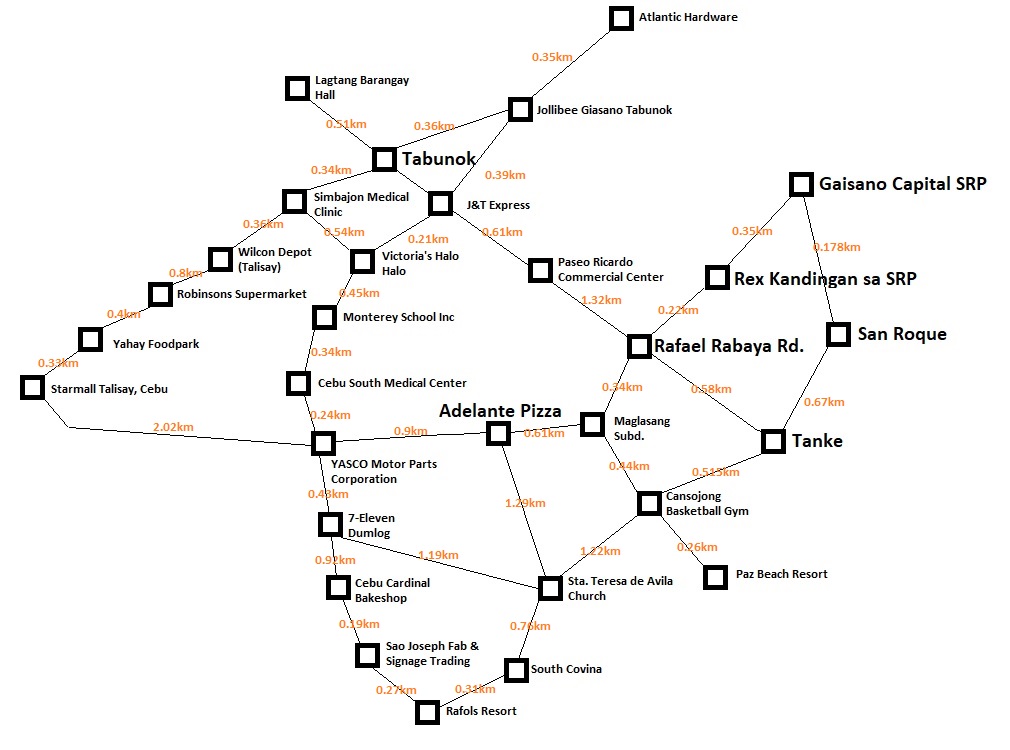 Atlantic Hardware
0.35km
Lagtang Barangay
Hall
Jollibee Giasano Tabunok
0.51km
0.36km
Tabunok
0.34km
0.39km
Gaisano Capital SRP
Simbajon Medical
Clinic
J&T Express
0.36km
0.54km
0.21km
0.61km
0.35km
0.178km
Wilcon Depot
(Talisay)
Victoria's Halo
Halo
Paseo Ricardo
Commercial Center
0.8km
Rex Kandingan sa SRP
Robinsons Supermarket
0.45km
1.32km
0.22km
0.4km
Monterey School Inc
San Roque
Yahay Foodpark
0.34km
Rafael Rabaya Rd.
0.33km
Starmall Talisay, Cebu
Cebu South Medical Center
0.34km
0.58km
0.67km
0.24km
Adelante Pizza
2.02km
0.9km
0.61km
Maglasang
Subd.
Tanke
YASCO Motor Parts
Corporation
0.44km
0.515km
0.43km
1.29km
Cansojong
Basketball Gym
7-Eleven
Dumlog
0.92km
1.19km
1.22km
0.26km
Cebu Cardinal
Bakeshop
Sta. Teresa de Avila
Church
Paz Beach Resort
0.19km
0.76km
Sao Joseph Fab &
Signage Trading
South Covina
0.27km
0.31km
Rafols Resort